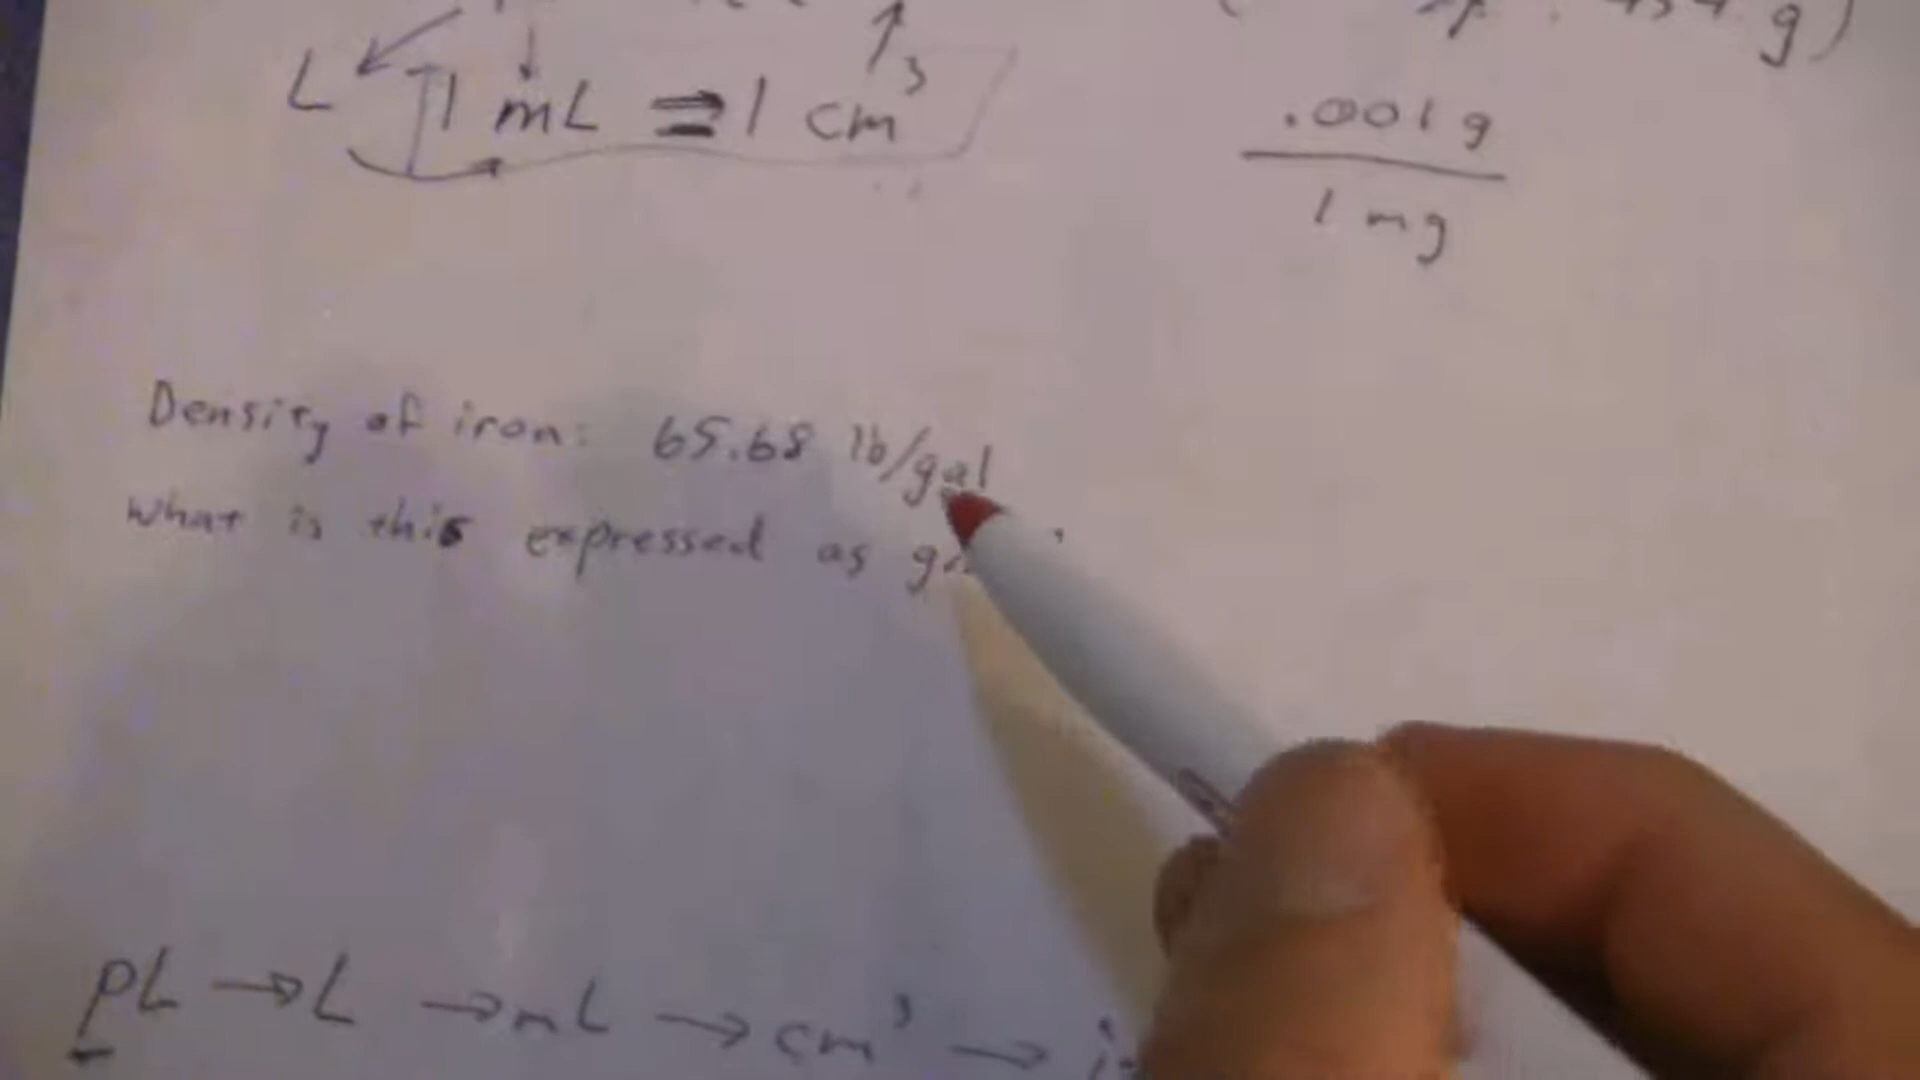 454 g)
L 1 mL = 1 cm³
.001 g
1 mg
Density of iron: 65.68 lb/gal
what is this expressed as
pL → L → mL → cm³ →